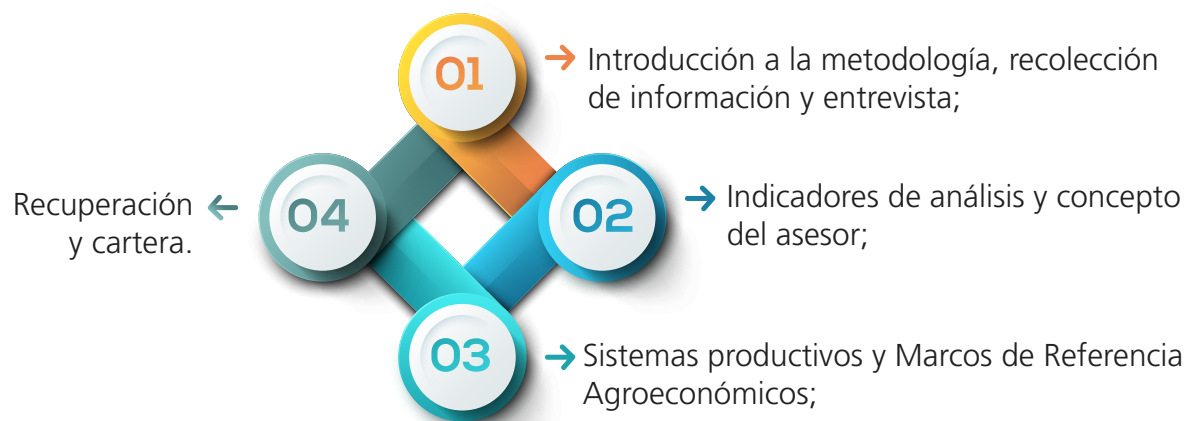 01
Introducción a la metodología, recolección
de información y entrevista;
02
Indicadores de análisis y concepto
del asesor;
03
Sistemas productivos y Marcos de Referencia
Agroeconómicos;
04
Recuperación
y cartera.